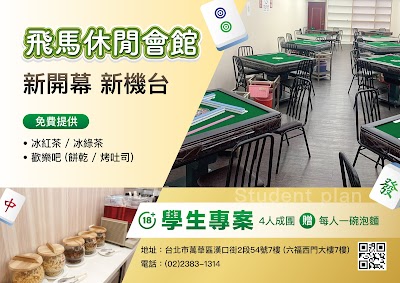 飛馬休閒會館
新開幕 新機台
免費提供
• 冰紅茶 / 冰綠茶
• 歡樂吧 (餅乾 / 烤吐司)
Student plan
18+ 學生專案 4人成團 贈 每人一碗泡麵
地址：台北市萬華區漢口街2段54號7樓 (六福西門大樓7樓)
電話：(02)2383-1314
中
發